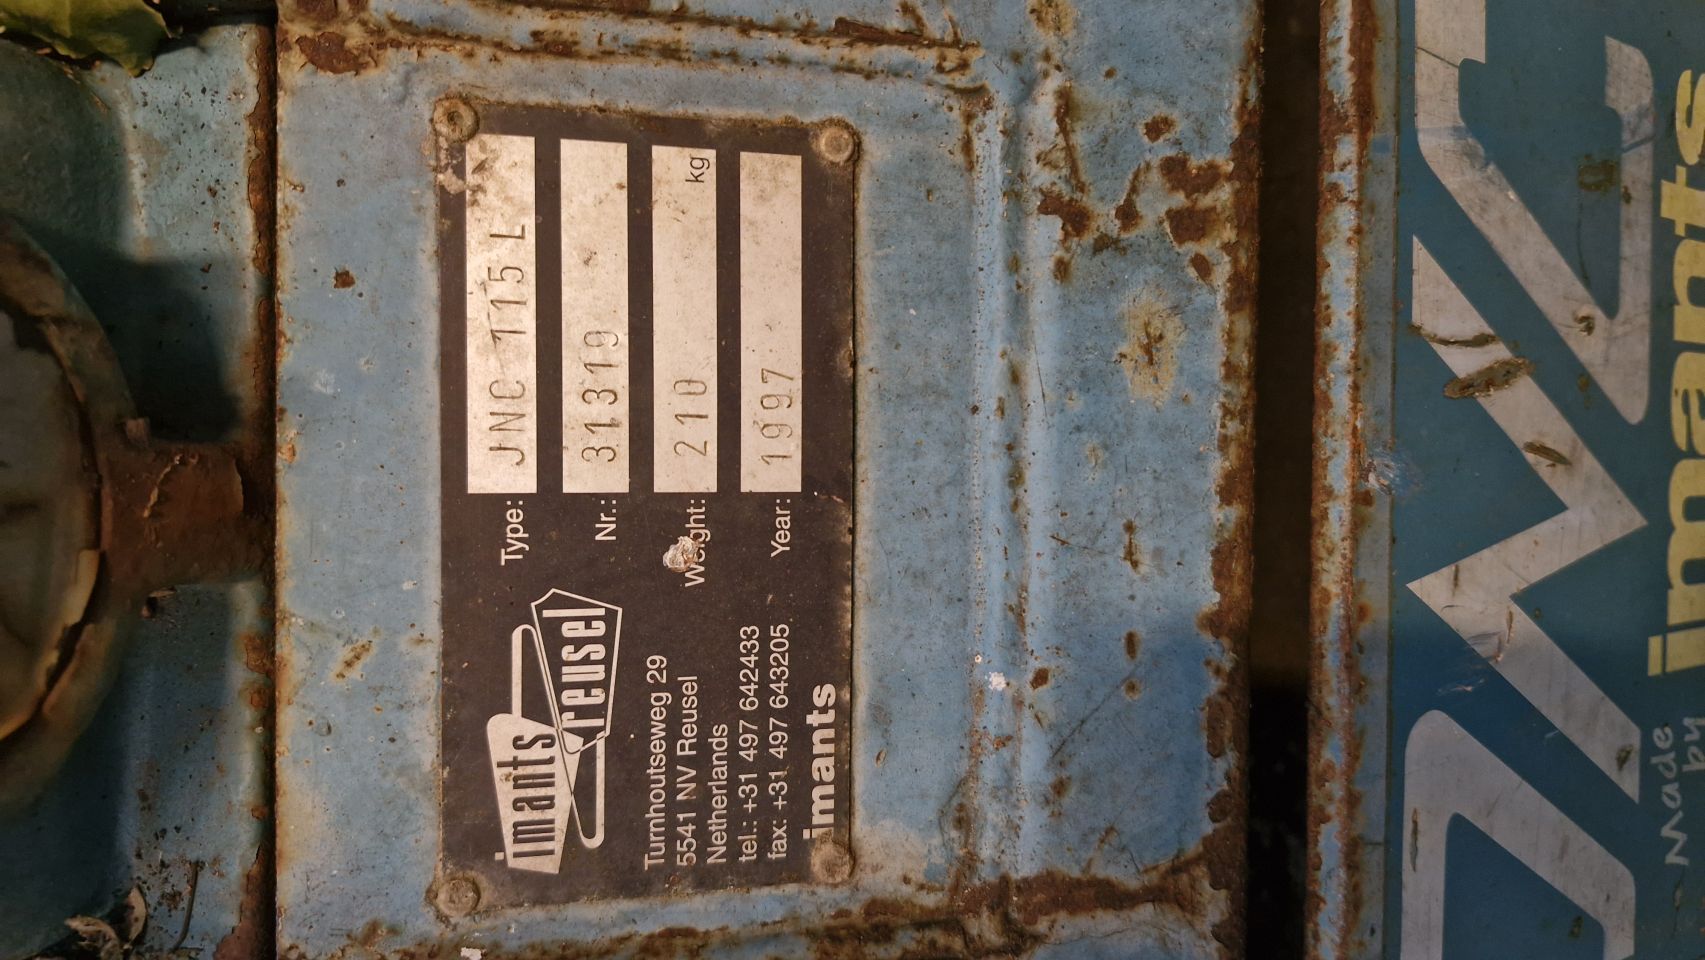 imants
reusel
Turnhoutseweg 29
5541 NV Reusel
Netherlands
tel.: +31 497 642433
fax: +31 497 643205
imants
Type: JNC 115 L
Nr.: 31319
Weight: 210 kg
Year: 1997
Made
by imants